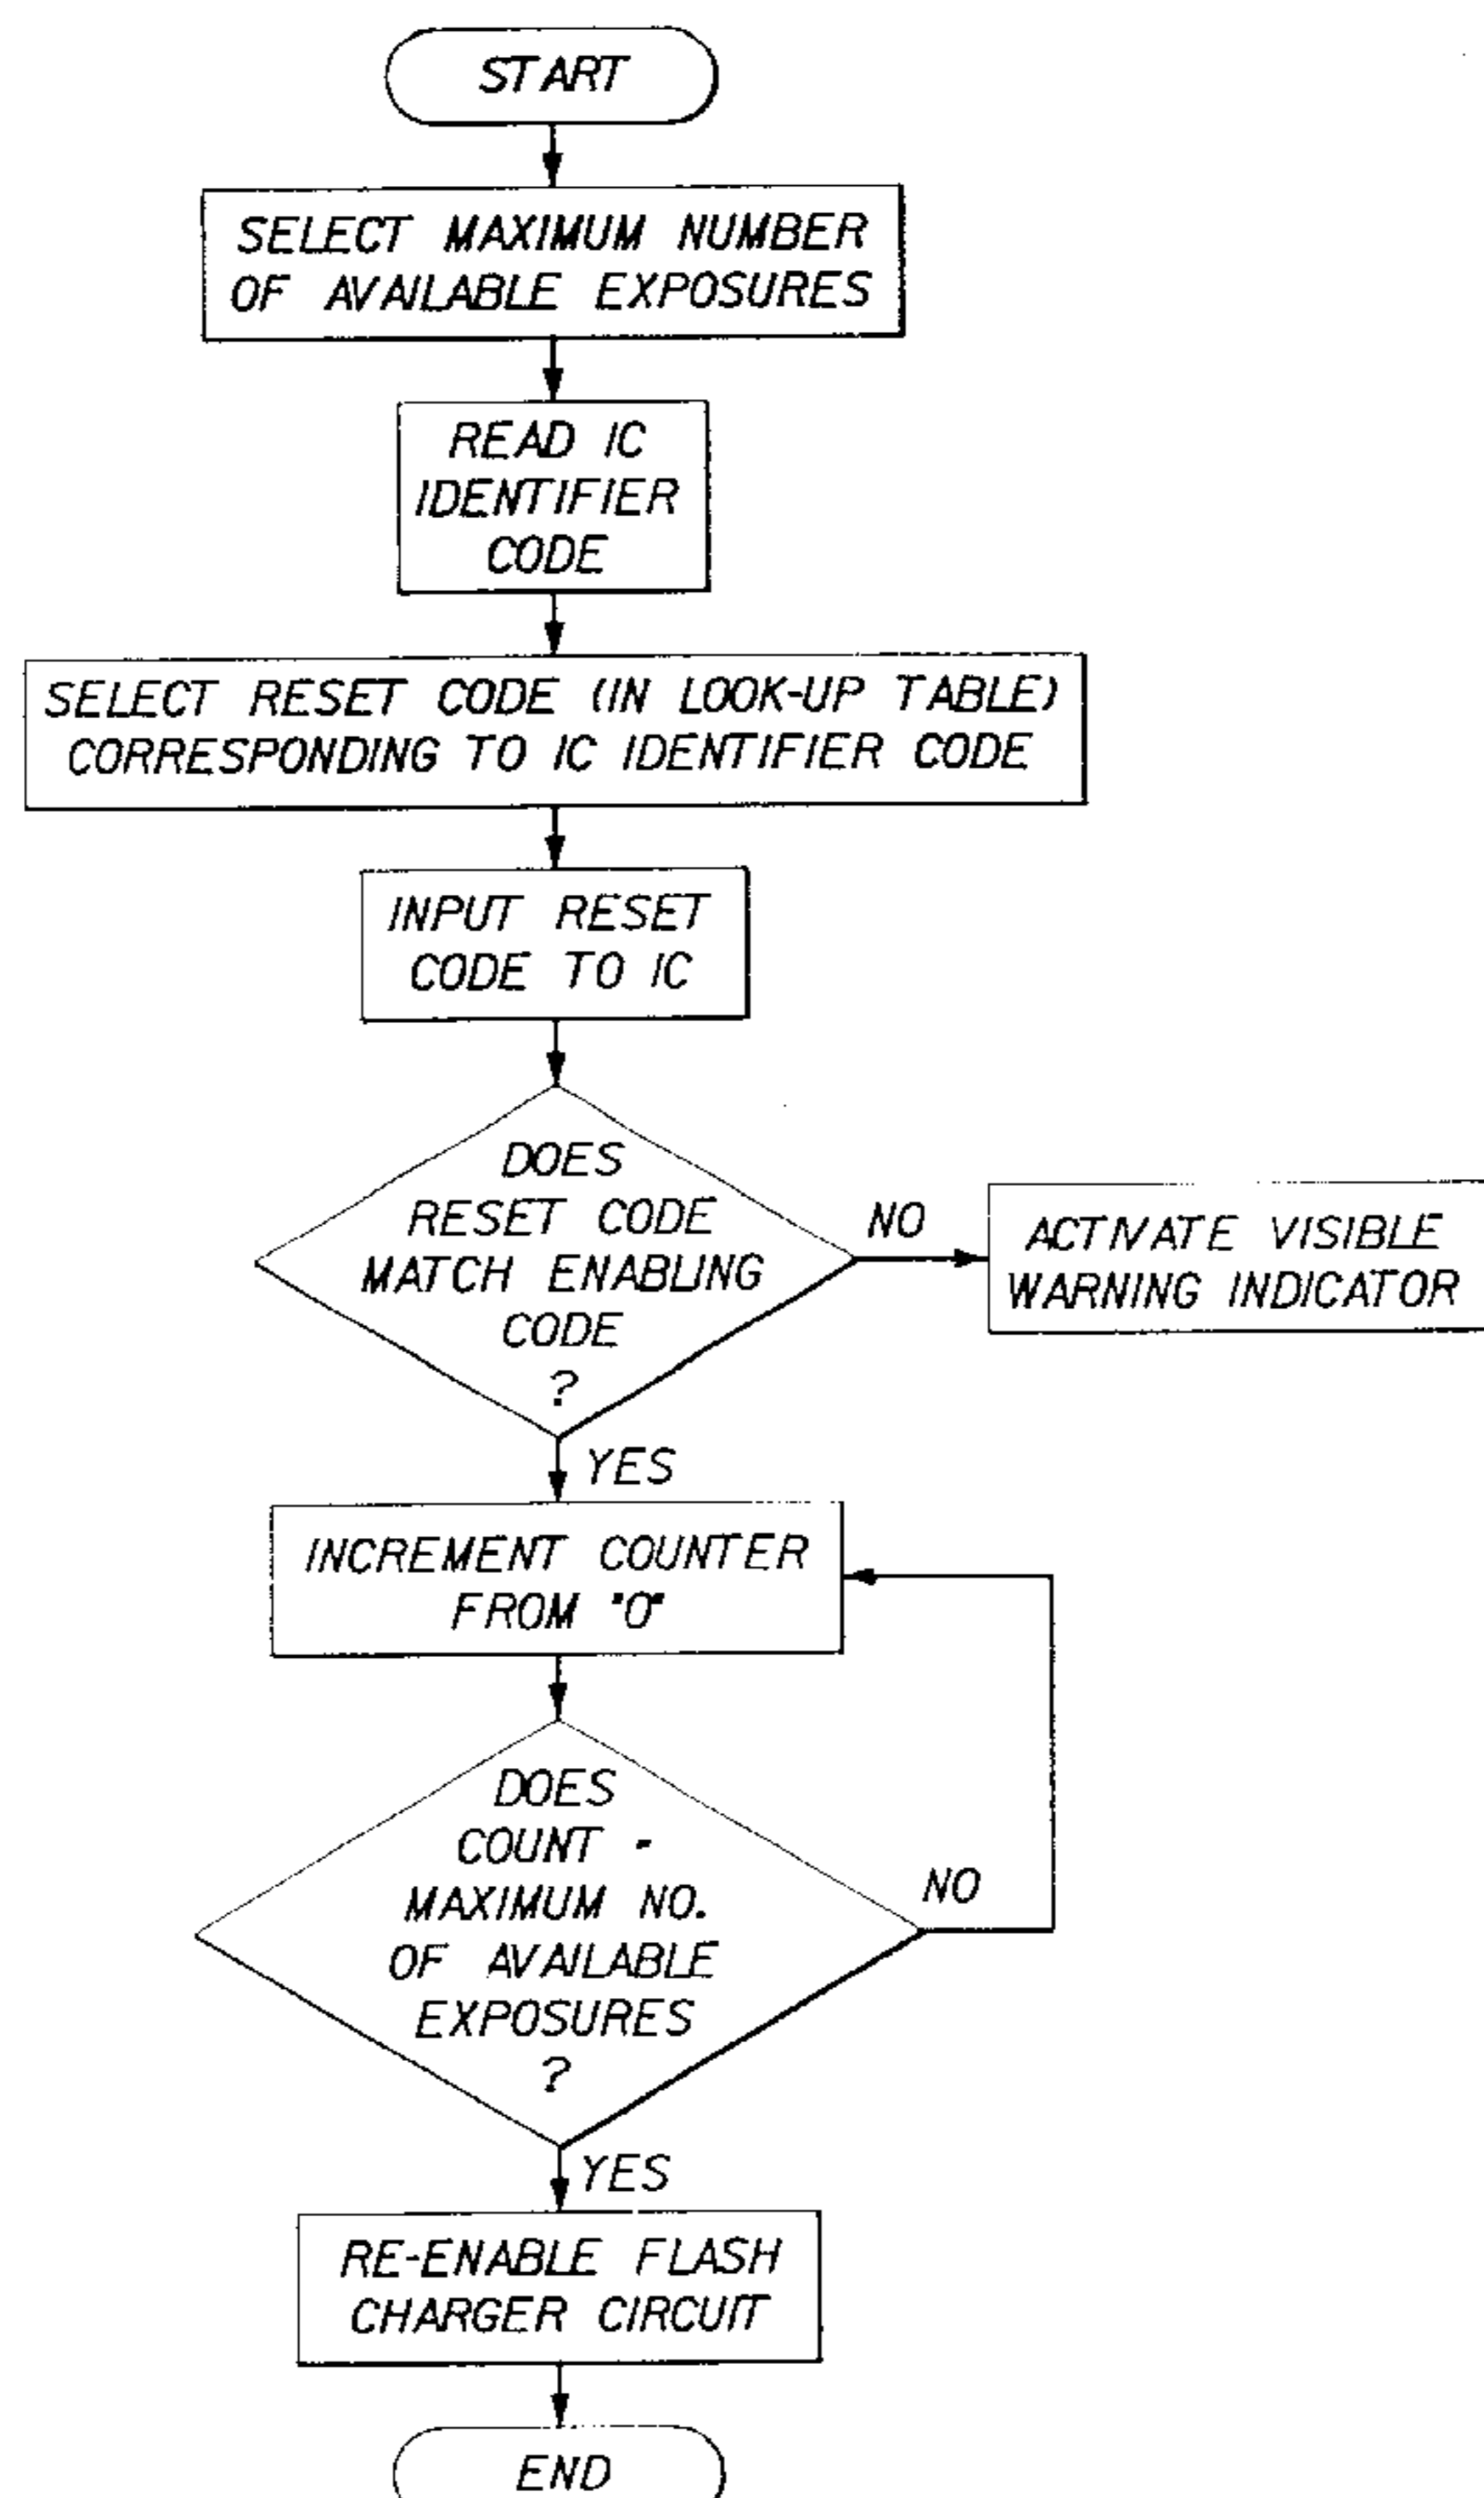 START
SELECT MAXIMUM NUMBER
OF AVAILABLE EXPOSURES
READ IC
IDENTIFIER
CODE
SELECT RESET CODE (IN LOOK-UP TABLE)
CORRESPONDING TO IC IDENTIFIER CODE
INPUT RESET
CODE TO IC
DOES
RESET CODE
MATCH ENABLING
CODE
?
NO
ACTIVATE VISIBLE
WARNING INDICATOR
YES
INCREMENT COUNTER
FROM "0"
DOES
COUNT =
MAXIMUM NO.
OF AVAILABLE
EXPOSURES
?
NO
YES
RE-ENABLE FLASH
CHARGER CIRCUIT
END